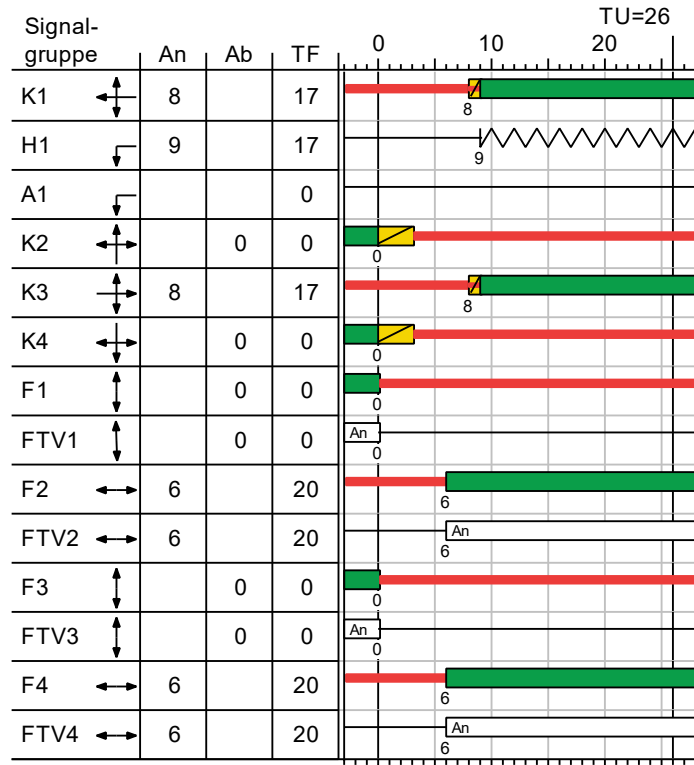 TU=26
Signal-
gruppe An Ab TF 0 10 20
K1 8 17
8
H1 9 17
9
A1 0
K2 0 0
0
K3 8 17
8
K4 0 0
0
F1 0 0
0
FTV1 0 0 An
0
F2 6 20
6
FTV2 6 20 An
6
F3 0 0
0
FTV3 0 0 An
0
F4 6 20
6
FTV4 6 20 An
6